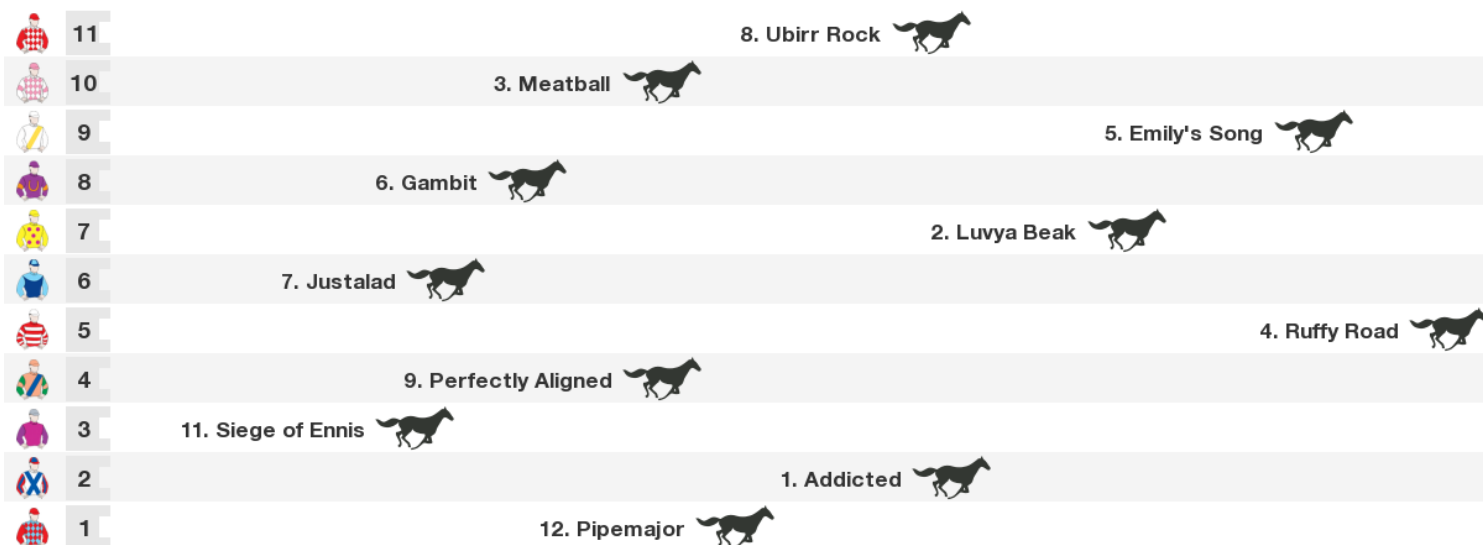 11 8. Ubirr Rock
10 3. Meatball
9 5. Emily's Song
8 6. Gambit
7 2. Luvya Beak
6 7. Justalad
5 4. Ruffy Road
4 9. Perfectly Aligned
3 11. Siege of Ennis
2 1. Addicted
1 12. Pipemajor